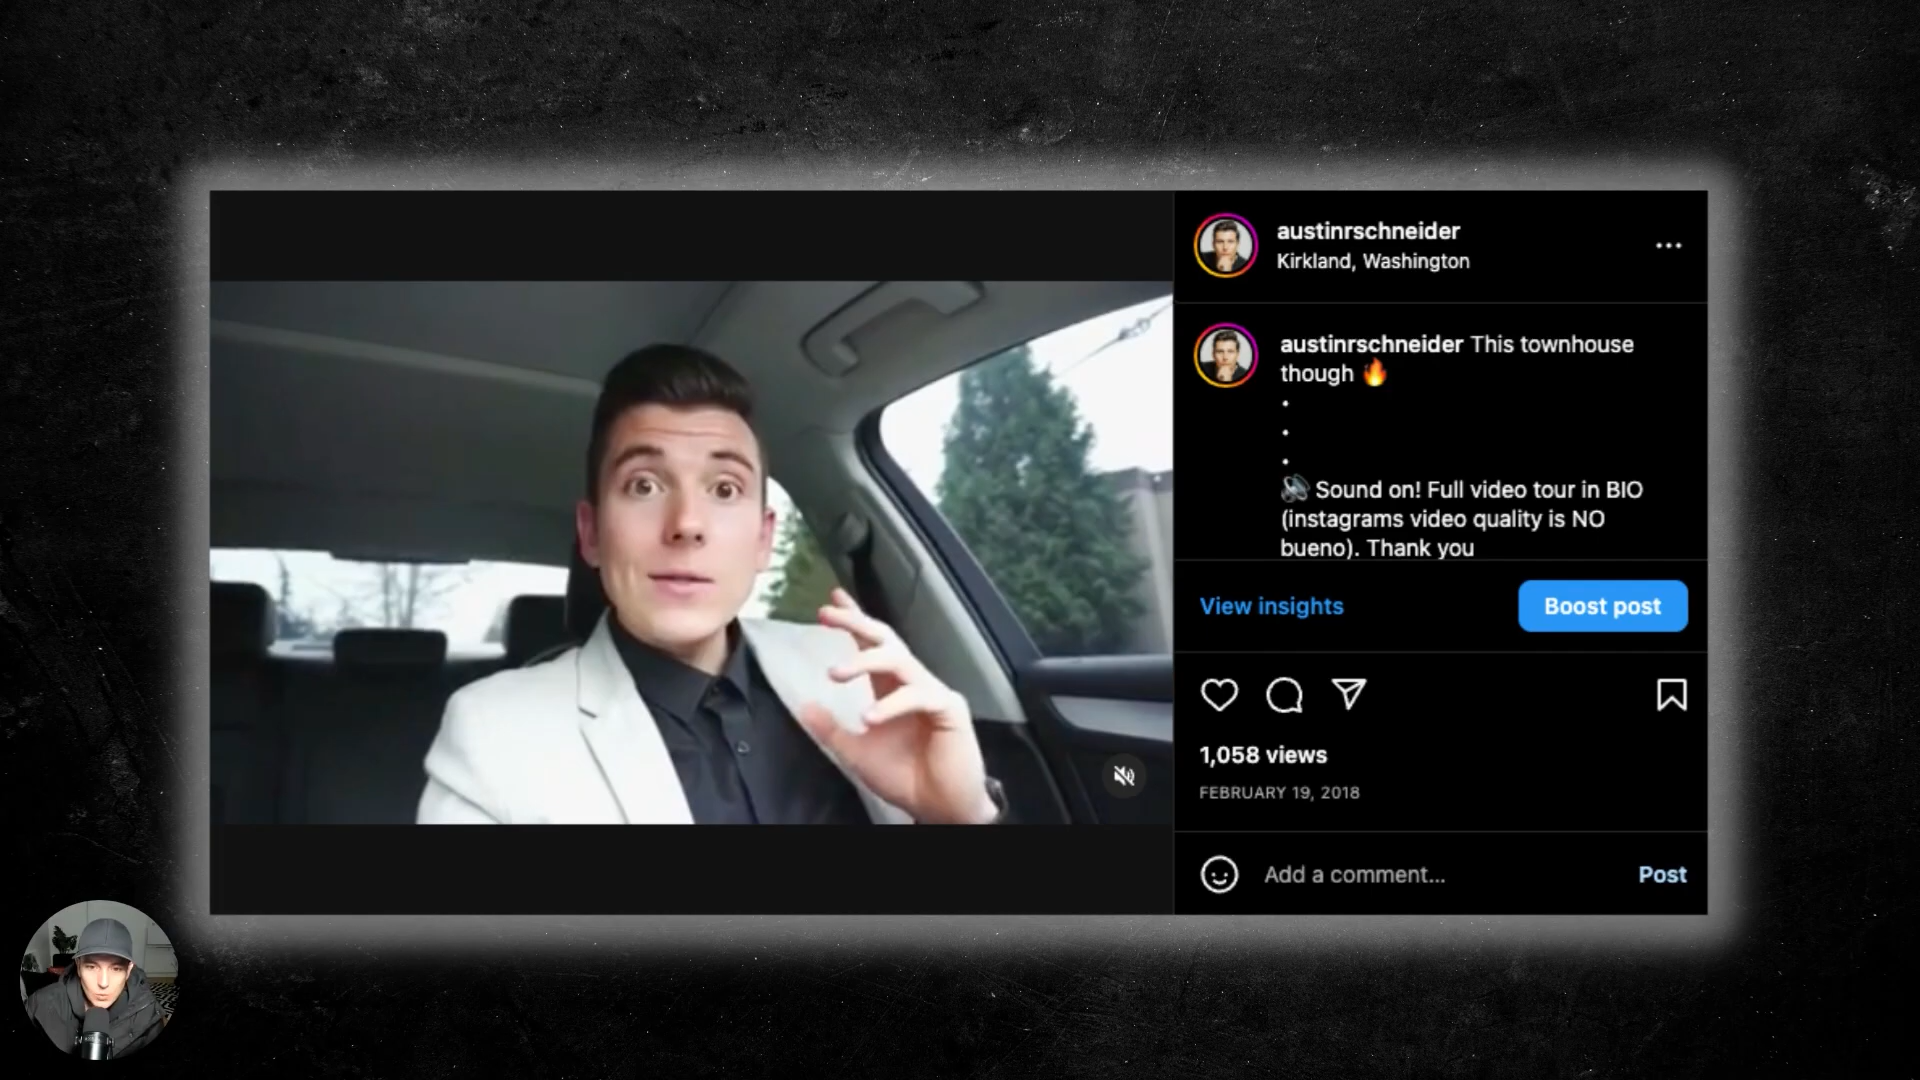 austinrschneider
Kirkland, Washington
austinrschneider This townhouse
though 🔥
.
.
.
🔊 Sound on! Full video tour in BIO
(instagrams video quality is NO
bueno). Thank you
View insights
Boost post
1,058 views
FEBRUARY 19, 2018
Add a comment...
Post